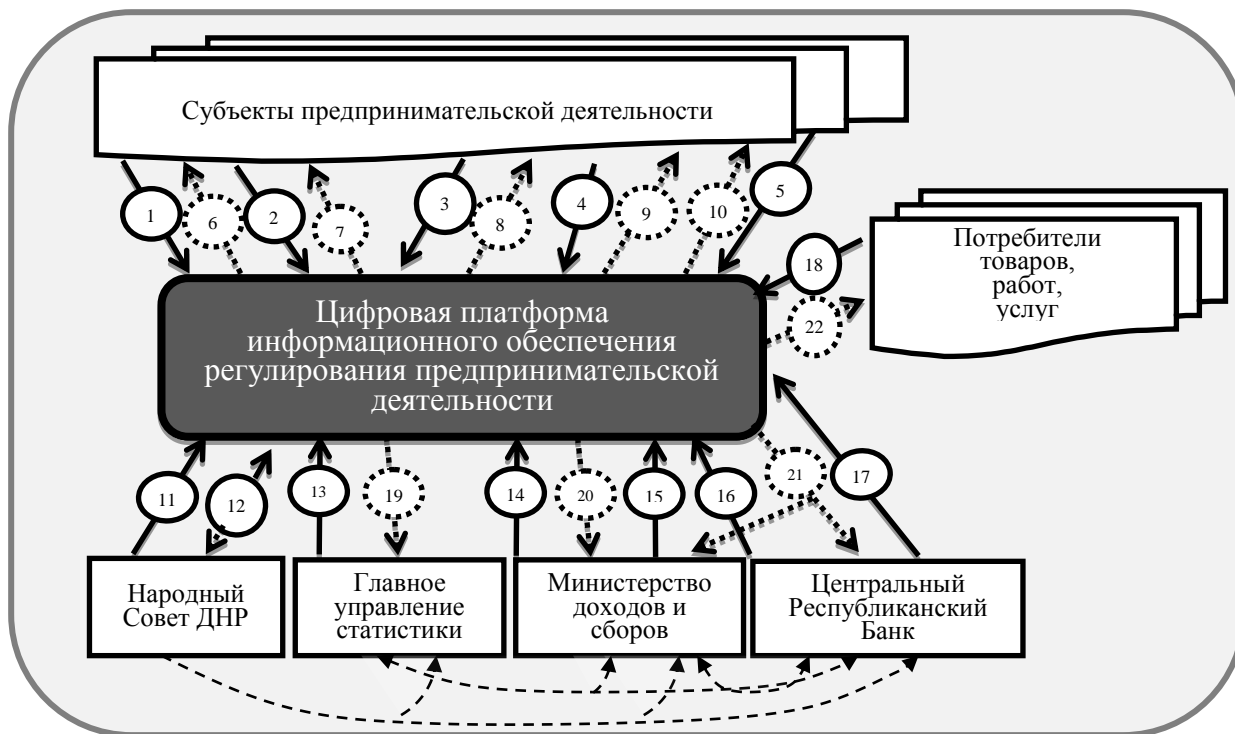 Субъекты предпринимательской деятельности
1
6
2
7
3
8
4
9
10
5
Потребители
товаров,
работ,
услуг
18
22
Цифровая платформа
информационного обеспечения
регулирования предпринимательской
деятельности
11
12
13
19
14
20
15
16
21
17
Народный
Совет ДНР
Главное
управление
статистики
Министерство
доходов и
сборов
Центральный
Республиканский
Банк